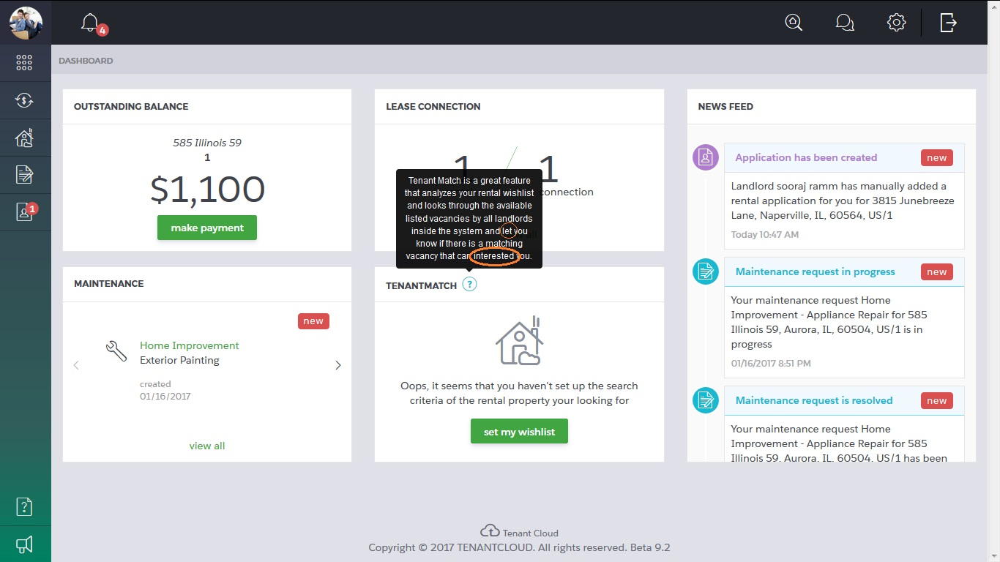 4
DASHBOARD
OUTSTANDING BALANCE
585 Illinois 59
1
$1,100
make payment
LEASE CONNECTION
1 / 1
connection
Tenant Match is a great feature
that analyzes your rental wishlist
and looks through the available
listed vacancies by all landlords
inside the system and let you
know if there is a matching
vacancy that can interested you.
all
NEWS FEED
Application has been created
new
Landlord sooraj ramm has manually added a
rental application for you for 3815 Junebreeze
Lane, Naperville, IL, 60564, US/1
Today 10:47 AM
Maintenance request in progress
new
Your maintenance request Home
Improvement - Appliance Repair for 585
Illinois 59, Aurora, IL, 60504, US/1 is in
progress
01/16/2017 8:51 PM
Maintenance request is resolved
new
Your maintenance request Home
Improvement - Appliance Repair for 585
Illinois 59, Aurora, IL, 60504, US/1 has been
1
MAINTENANCE
new
Home Improvement
Exterior Painting
created
01/16/2017
view all
TENANTMATCH ?
Oops, it seems that you haven't set up the search
criteria of the rental property your looking for
set my wishlist
Tenant Cloud
Copyright © 2017 TENANTCLOUD. All rights reserved. Beta 9.2